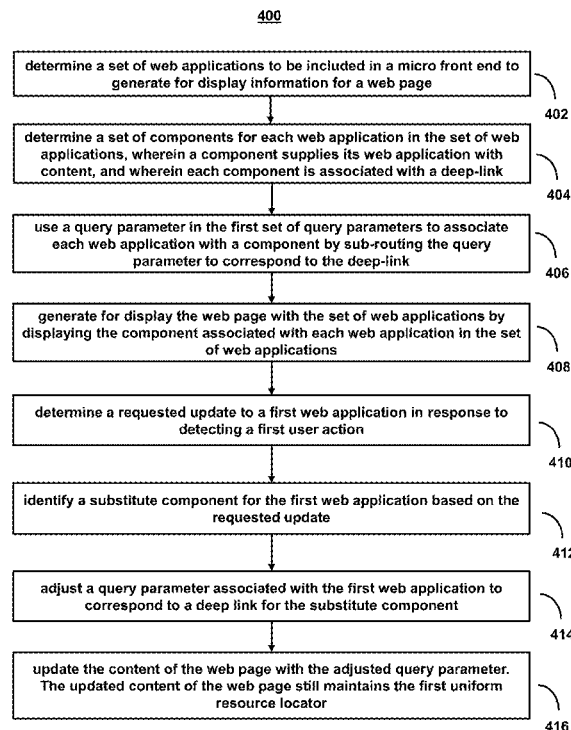 400
determine a set of web applications to be included in a micro front end to
generate for display information for a web page
402
determine a set of components for each web application in the set of web
applications, wherein a component supplies its web application with
content, and wherein each component is associated with a deep-link
404
use a query parameter in the first set of query parameters to associate
each web application with a component by sub-routing the query
parameter to correspond to the deep-link
406
generate for display the web page with the set of web applications by
displaying the component associated with each web application in the set
of web applications
408
determine a requested update to a first web application in response to
detecting a first user action
410
identify a substitute component for the first web application based on the
requested update
412
adjust a query parameter associated with the first web application to
correspond to a deep link for the substitute component
414
update the content of the web page with the adjusted query parameter.
The updated content of the web page still maintains the first uniform
resource locator
416